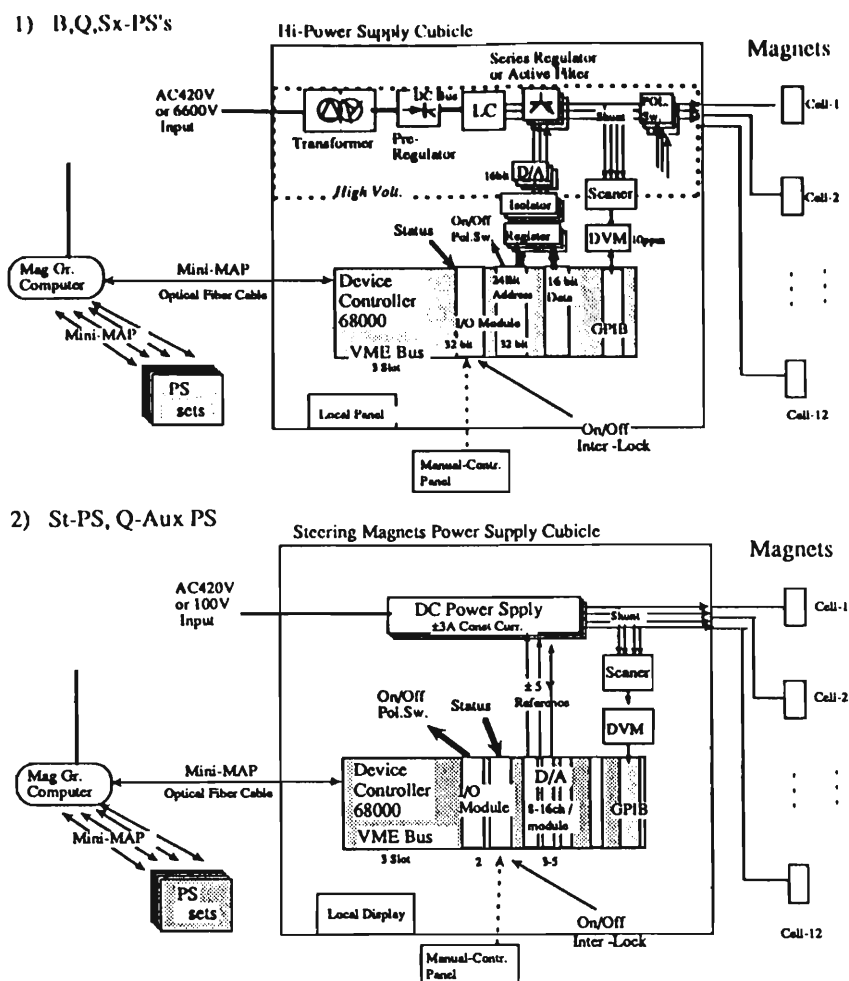 1) B,Q,Sx-PS's
Hi-Power Supply Cubicle
Magnets
Series Regulator
or Active Filter
AC420V
or 6600V
Input
DC Bus
LC
Shunt
POL.
Sw.
Cell-1
Transformer
Pre-
Regulator
16bit
D/A
High Volt.
Scaner
Isolator
Cell-2
Status
On/Off
Pol.Sw.
Register
DVM
10ppm
Mag Gr.
Computer
Mini-MAP
Optical Fiber Cable
Device
Controller
68000
24Bit
Address
16 bit
Data
I/O Module
GPIB
32 bit
32 bit
VME Bus
3 Slot
Mini-MAP
PS
sets
Cell-12
Local Panel
On/Off
Inter -Lock
Manual-Contr.
Panel
2) St-PS, Q-Aux PS
Steering Magnets Power Supply Cubicle
Magnets
AC420V
or 100V
Input
DC Power Spply
±3A Const Curr.
Shunt
Cell-1
Scaner
±5
Reference
On/Off
Pol.Sw.
Status
Cell-2
DVM
Mag Gr.
Computer
Mini-MAP
Optical Fiber Cable
Device
Controller
68000
I/O
Module
D/A
8-16ch /
module
GPIB
VME Bus
3 Slot
2
3-5
Mini-MAP
PS
sets
Local Display
On/Off
Inter -Lock
Cell-12
Manual-Contr.
Panel